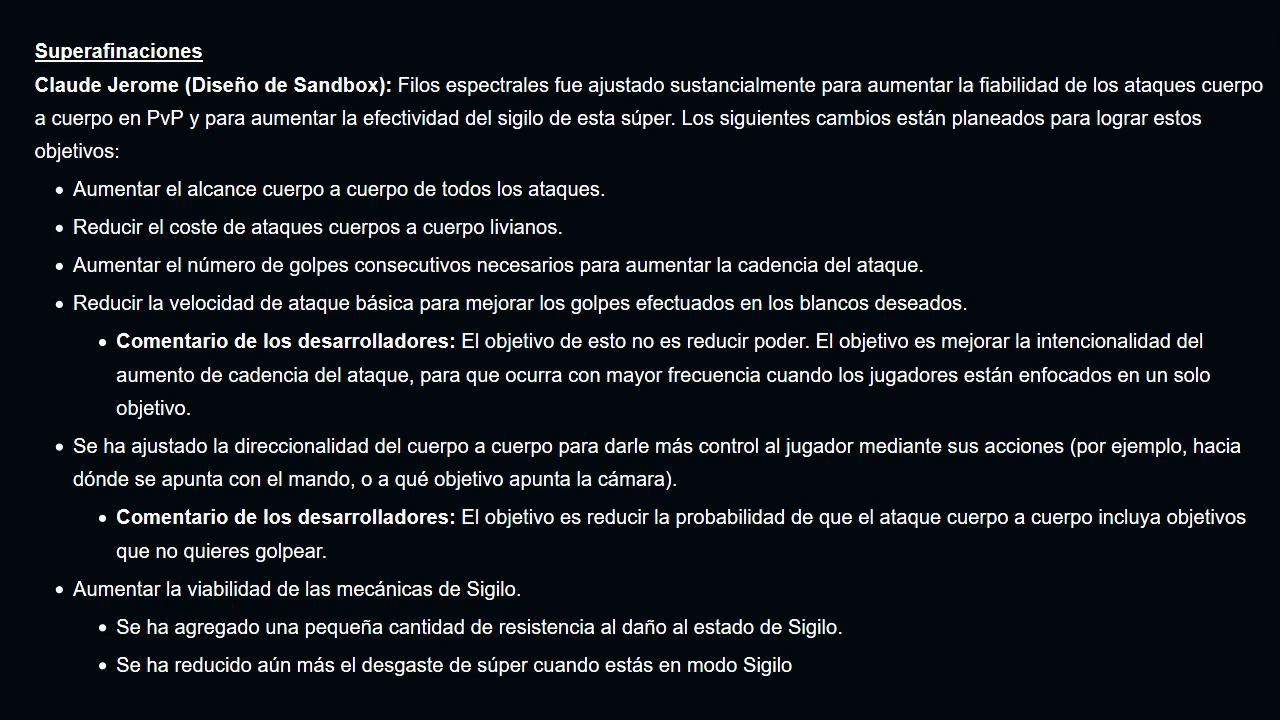 Superafinaciones
Claude Jerome (Diseño de Sandbox): Filos espectrales fue ajustado sustancialmente para aumentar la fiabilidad de los ataques cuerpo
a cuerpo en PvP y para aumentar la efectividad del sigilo de esta súper. Los siguientes cambios están planeados para lograr estos
objetivos:
• Aumentar el alcance cuerpo a cuerpo de todos los ataques.
• Reducir el coste de ataques cuerpos a cuerpo livianos.
• Aumentar el número de golpes consecutivos necesarios para aumentar la cadencia del ataque.
• Reducir la velocidad de ataque básica para mejorar los golpes efectuados en los blancos deseados.
• Comentario de los desarrolladores: El objetivo de esto no es reducir poder. El objetivo es mejorar la intencionalidad del
aumento de cadencia del ataque, para que ocurra con mayor frecuencia cuando los jugadores están enfocados en un solo
objetivo.
• Se ha ajustado la direccionalidad del cuerpo a cuerpo para darle más control al jugador mediante sus acciones (por ejemplo, hacia
dónde se apunta con el mando, o a qué objetivo apunta la cámara).
• Comentario de los desarrolladores: El objetivo es reducir la probabilidad de que el ataque cuerpo a cuerpo incluya objetivos
que no quieres golpear.
• Aumentar la viabilidad de las mecánicas de Sigilo.
• Se ha agregado una pequeña cantidad de resistencia al daño al estado de Sigilo.
• Se ha reducido aún más el desgaste de súper cuando estás en modo Sigilo